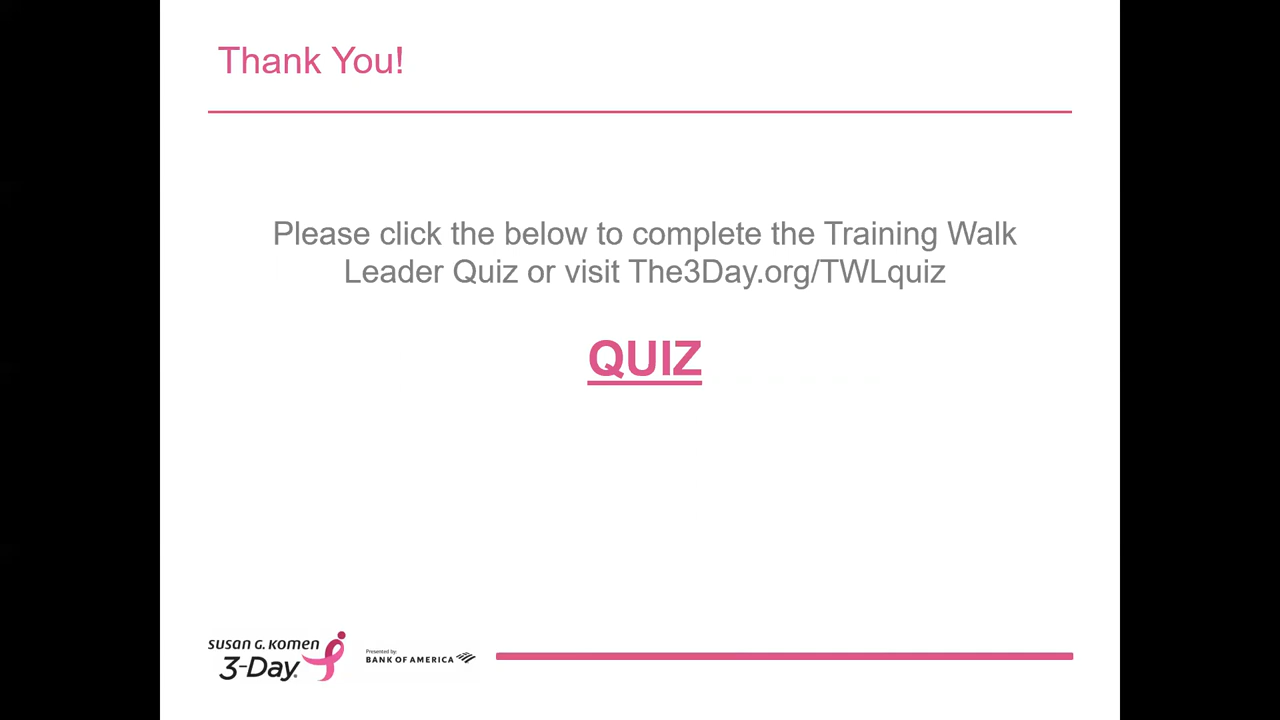 Thank You!
Please click the below to complete the Training Walk
Leader Quiz or visit The3Day.org/TWLquiz
QUIZ
SUSAN G. KOMEN
3-Day®
Presented by:
BANK OF AMERICA